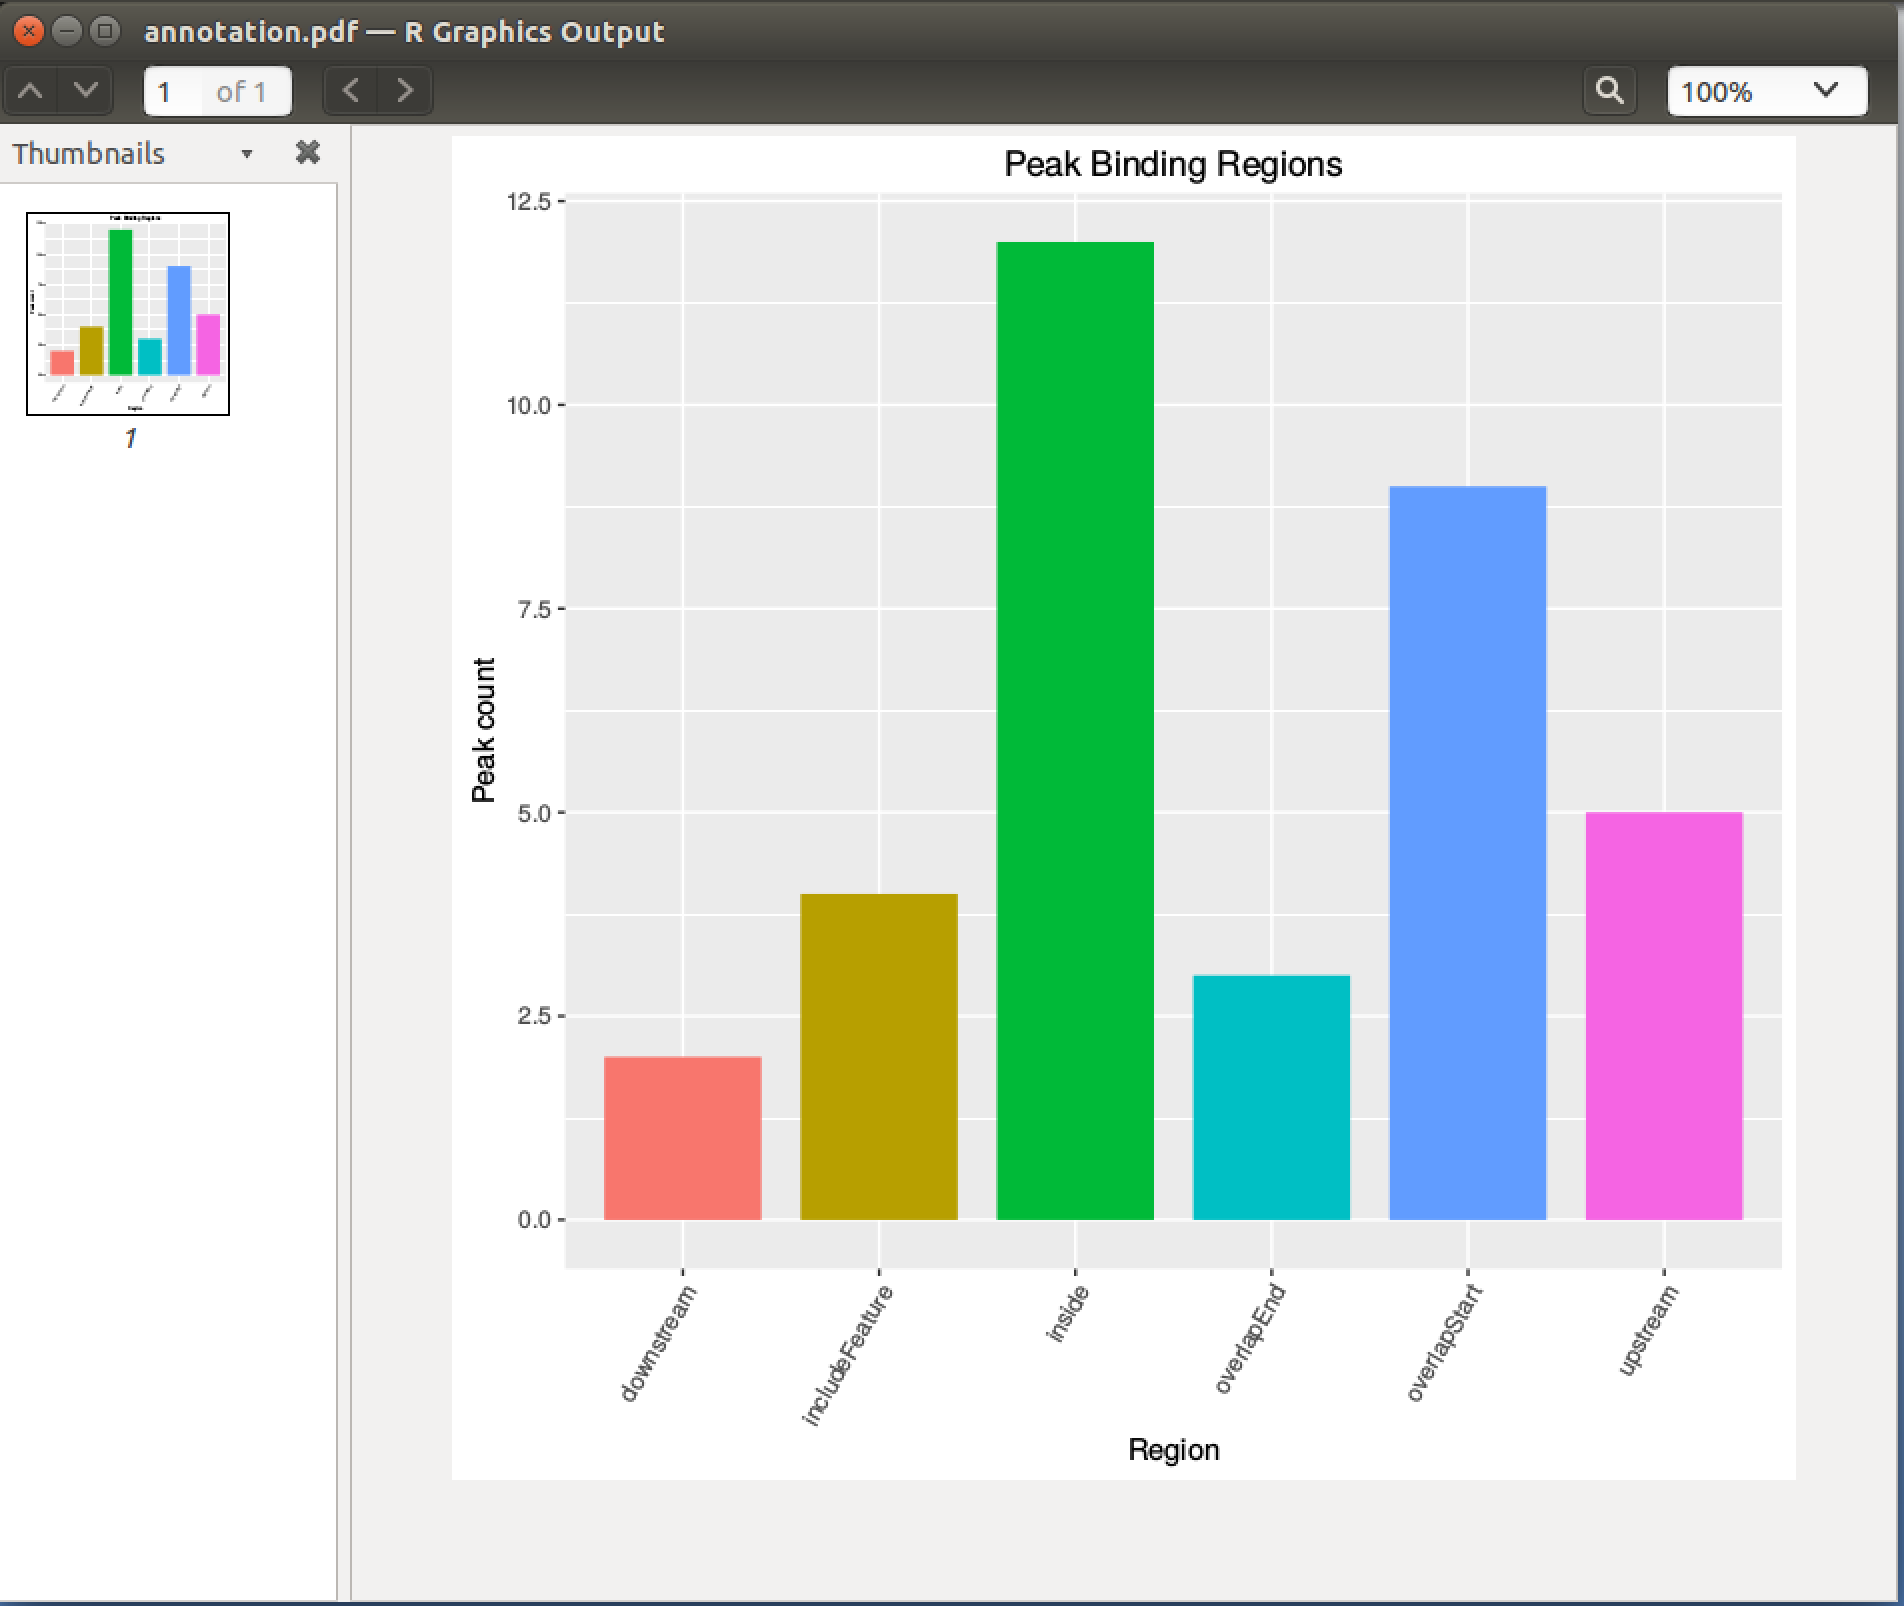 annotation.pdf — R Graphics Output
1 of 1
100%
Thumbnails
1
Peak Binding Regions
12.5
10.0
7.5
5.0
2.5
0.0
Peak count
downstream
includeFeature
inside
overlapEnd
overlapStart
upstream
Region